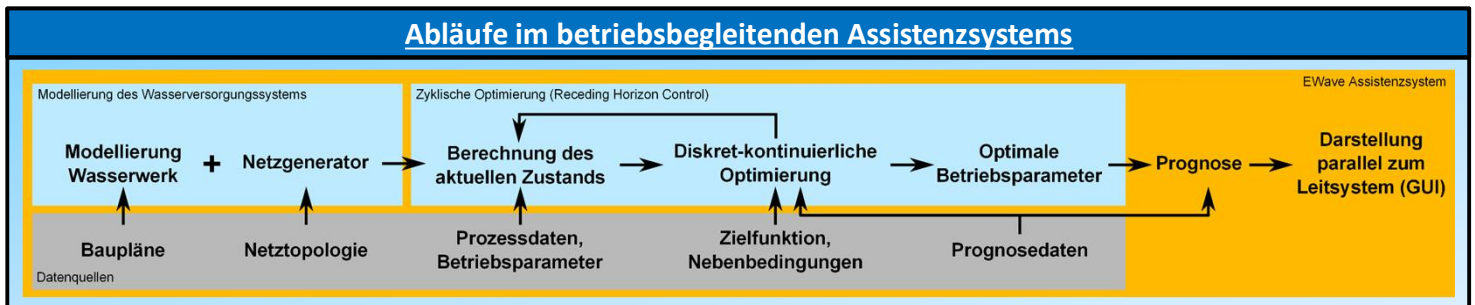 Abläufe im betriebsbegleitenden Assistenzsystems
EWave Assistenzsystem
Modellierung des Wasserversorgungssystems
Zyklische Optimierung (Receding Horizon Control)
Modellierung
Wasserwerk
+
Netzgenerator
Berechnung des
aktuellen Zustands
Diskret-kontinuierliche
Optimierung
Optimale
Betriebsparameter
Prognose
Darstellung
parallel zum
Leitsystem (GUI)
Baupläne
Netztopologie
Prozessdaten,
Betriebsparameter
Zielfunktion,
Nebenbedingungen
Prognosedaten
Datenquellen